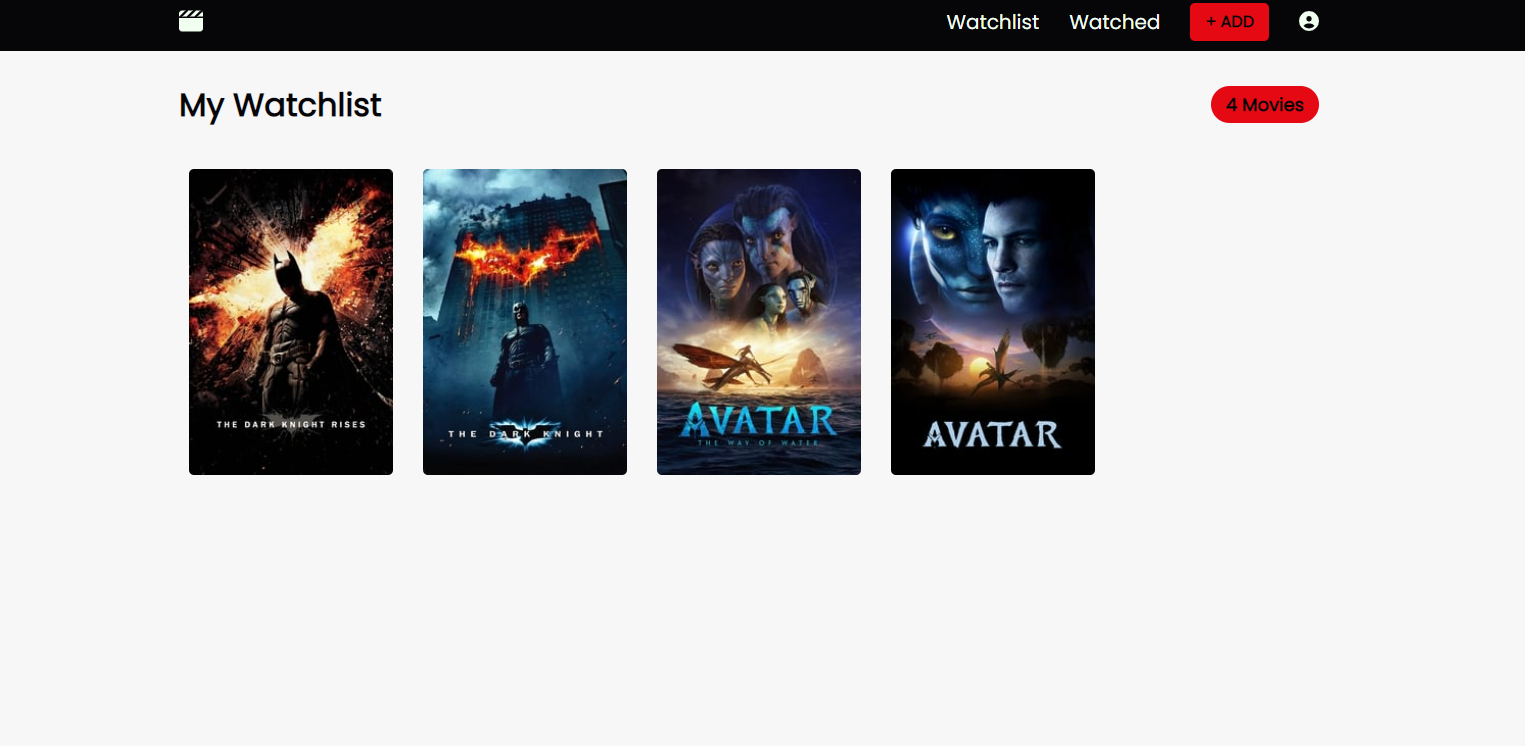 Watchlist Watched + ADD
My Watchlist
4 Movies
THE DARK KNIGHT RISES
THE DARK KNIGHT
AVATAR
THE WAY OF WATER
AVATAR